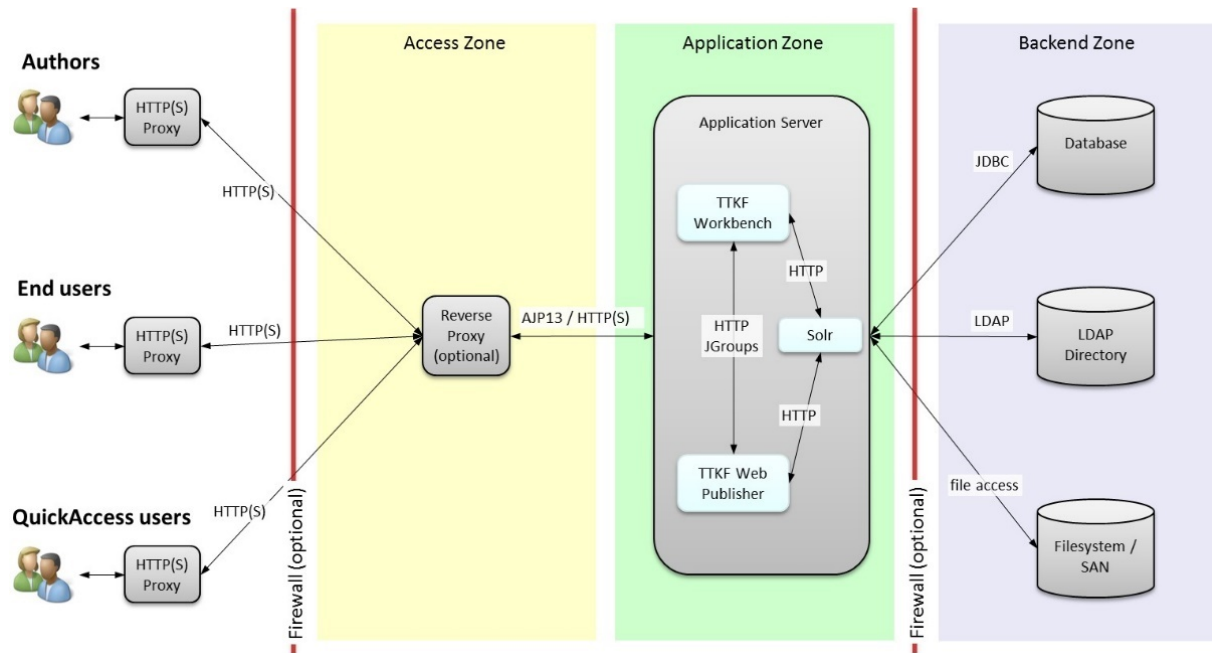 Access Zone
Application Zone
Backend Zone
Authors
HTTP(S)
Proxy
HTTP(S)
End users
HTTP(S)
Proxy
HTTP(S)
QuickAccess users
HTTP(S)
Proxy
HTTP(S)
Firewall (optional)
Reverse
Proxy
(optional)
AJP13 / HTTP(S)
Application Server
TTKF
Workbench
HTTP
HTTP
JGroups
Solr
HTTP
TTKF Web
Publisher
Firewall (optional)
JDBC
Database
LDAP
LDAP
Directory
file access
Filesystem /
SAN